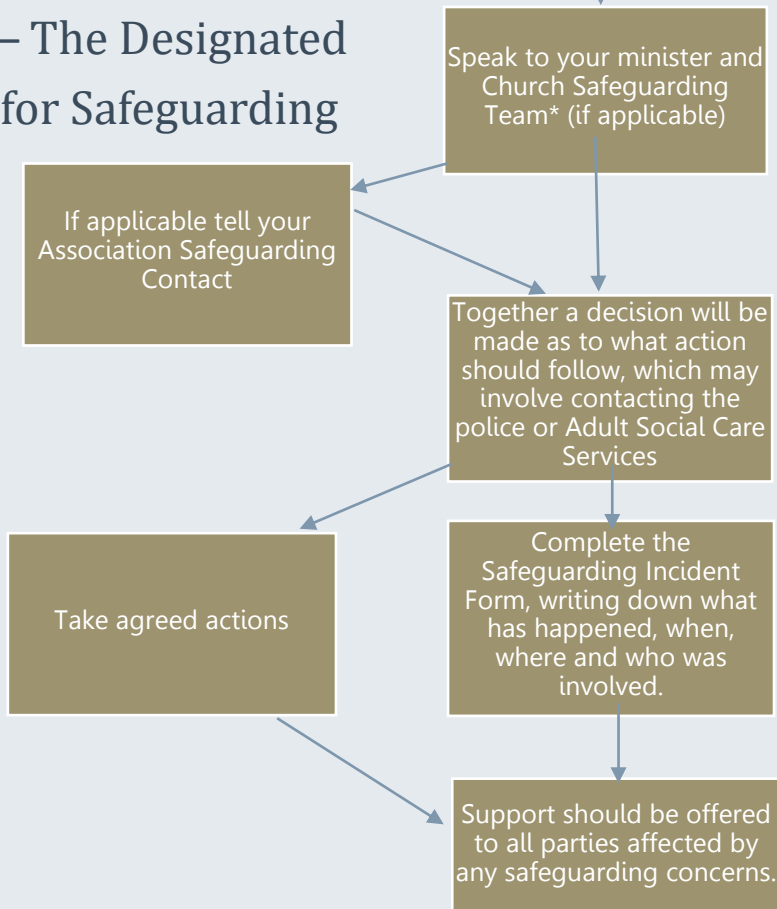 – The Designated
for Safeguarding
Speak to your minister and
Church Safeguarding
Team* (if applicable)
If applicable tell your
Association Safeguarding
Contact
Together a decision will be
made as to what action
should follow, which may
involve contacting the
police or Adult Social Care
Services
Take agreed actions
Complete the
Safeguarding Incident
Form, writing down what
has happened, when,
where and who was
involved.
Support should be offered
to all parties affected by
any safeguarding concerns.